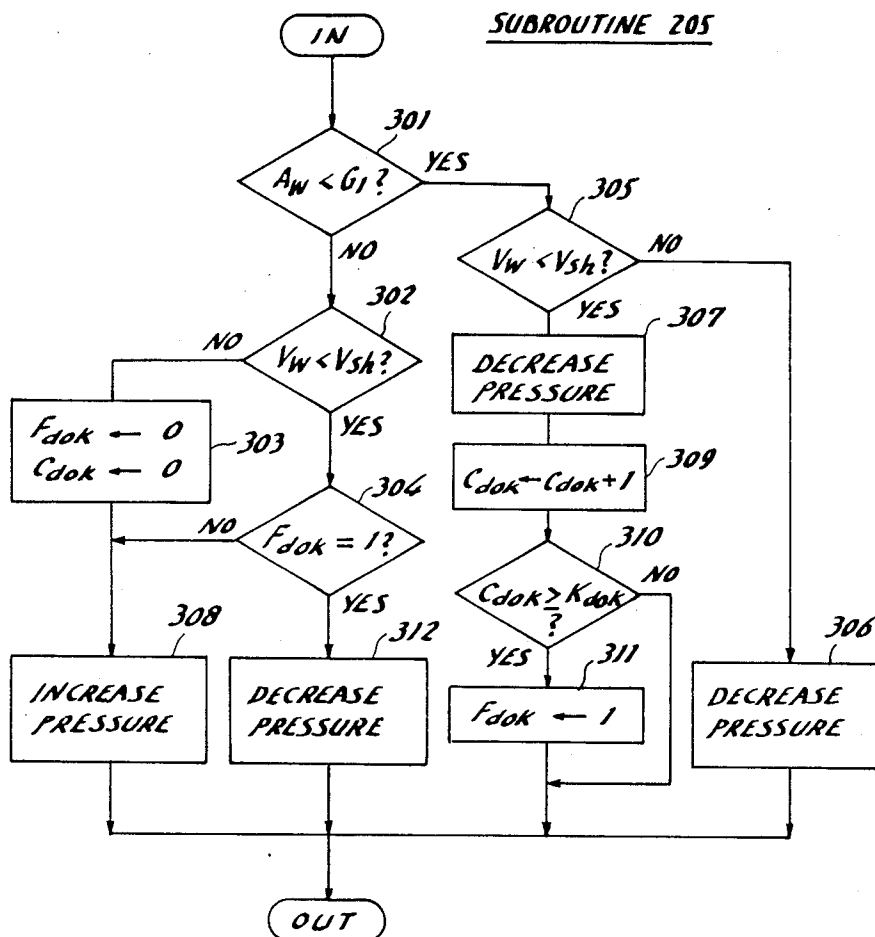 SUBROUTINE 205
IN
301
A_W < G_1?
YES
NO
305
V_W < V_Sh?
NO
YES
302
V_W < V_Sh?
NO
YES
307
DECREASE
PRESSURE
F_dok ← 0
C_dok ← 0
303
309
C_dok ← C_dok + 1
304
F_dok = 1?
NO
YES
310
C_dok ≥ K_dok
?
NO
YES
308
INCREASE
PRESSURE
312
DECREASE
PRESSURE
311
F_dok ← 1
306
DECREASE
PRESSURE
OUT